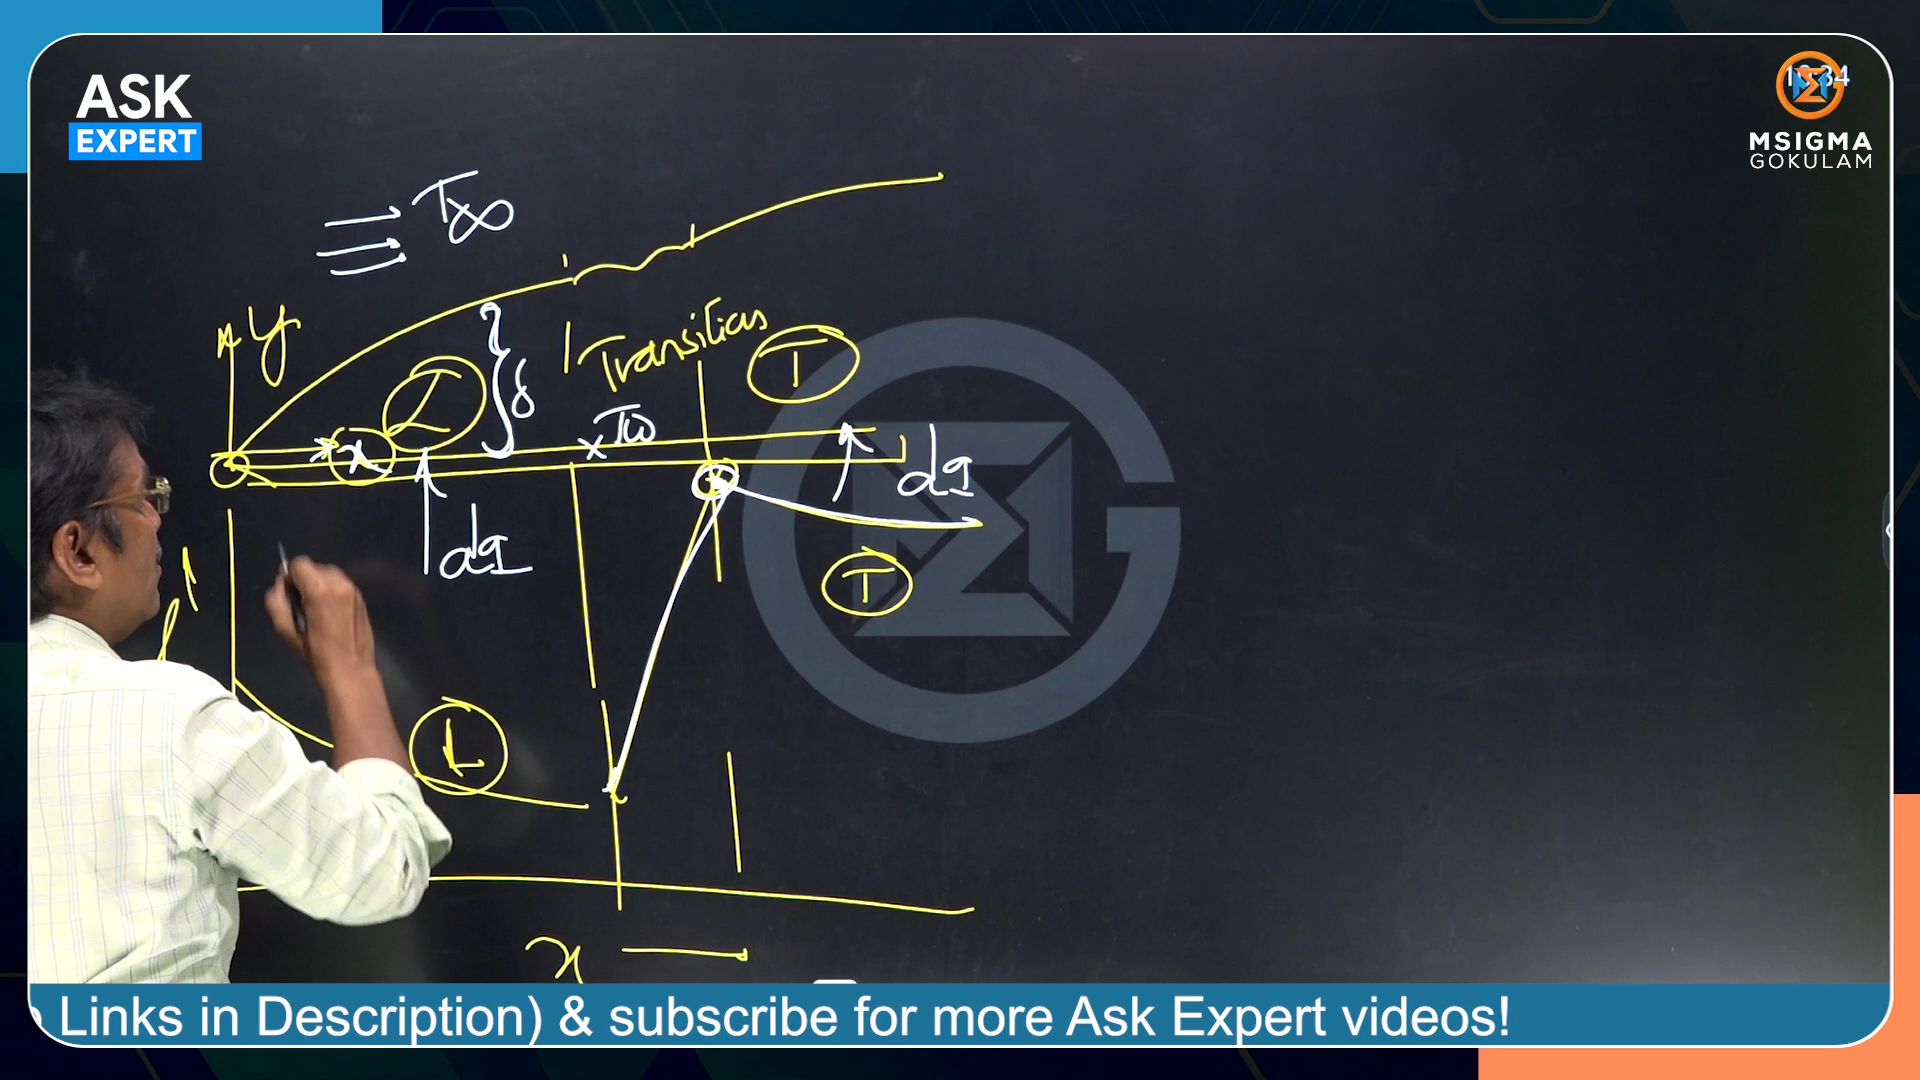 ASK
EXPERT
MSIGMA
GOKULAM
T∞
y
Transition
T
L
δ
x
Tw
dq
dq
T
L
h
x
Links in Description) & subscribe for more Ask Expert videos!